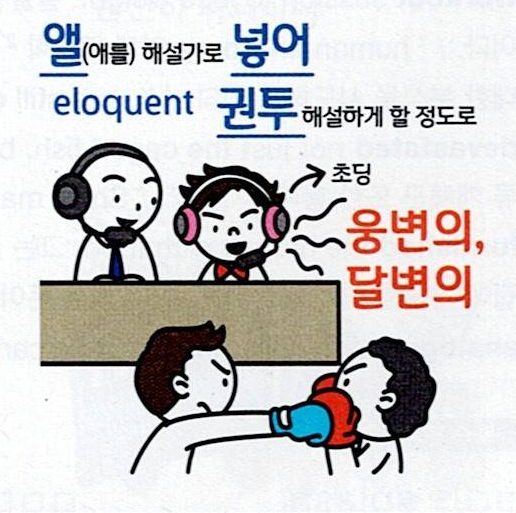 앨(애를) 해설가로 넣어
eloquent 권투해설하게 할 정도로
초딩
웅변의,
달변의